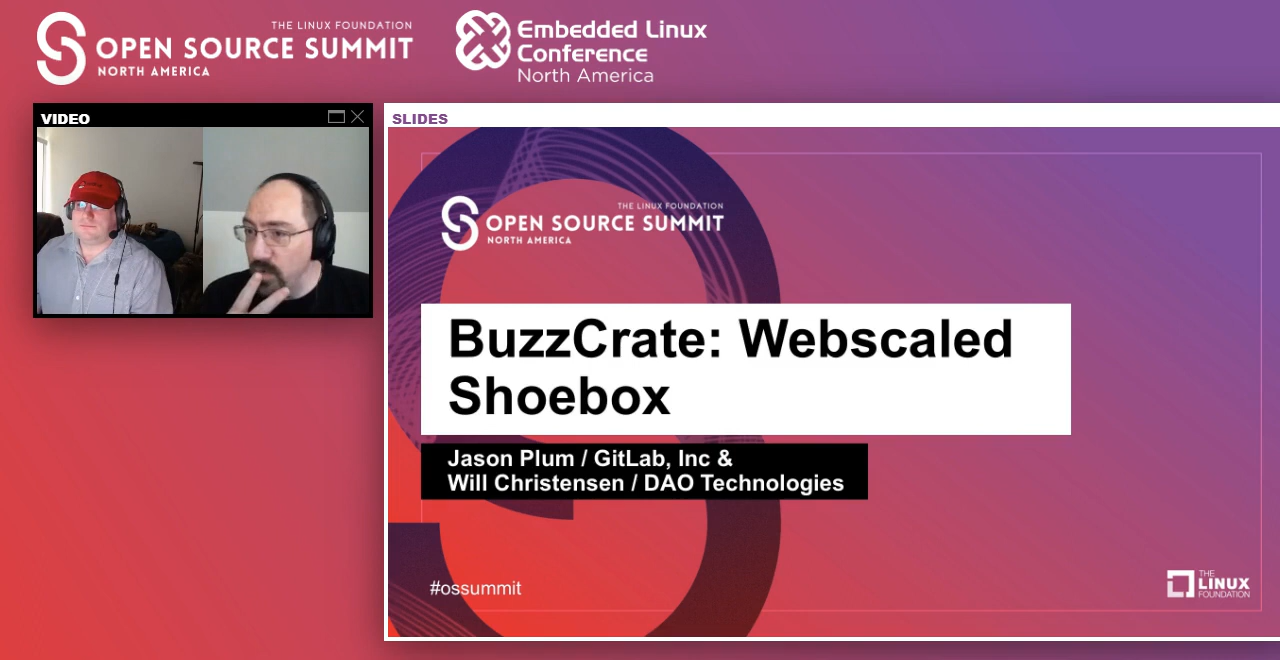 THE LINUX FOUNDATION
OPEN SOURCE SUMMIT
NORTH AMERICA
Embedded Linux
Conference
North America
VIDEO
SLIDES
THE LINUX FOUNDATION
OPEN SOURCE SUMMIT
NORTH AMERICA
BuzzCrate: Webscaled
Shoebox
Jason Plum / GitLab, Inc &
Will Christensen / DAO Technologies
#ossummit
THE
LINUX
FOUNDATION